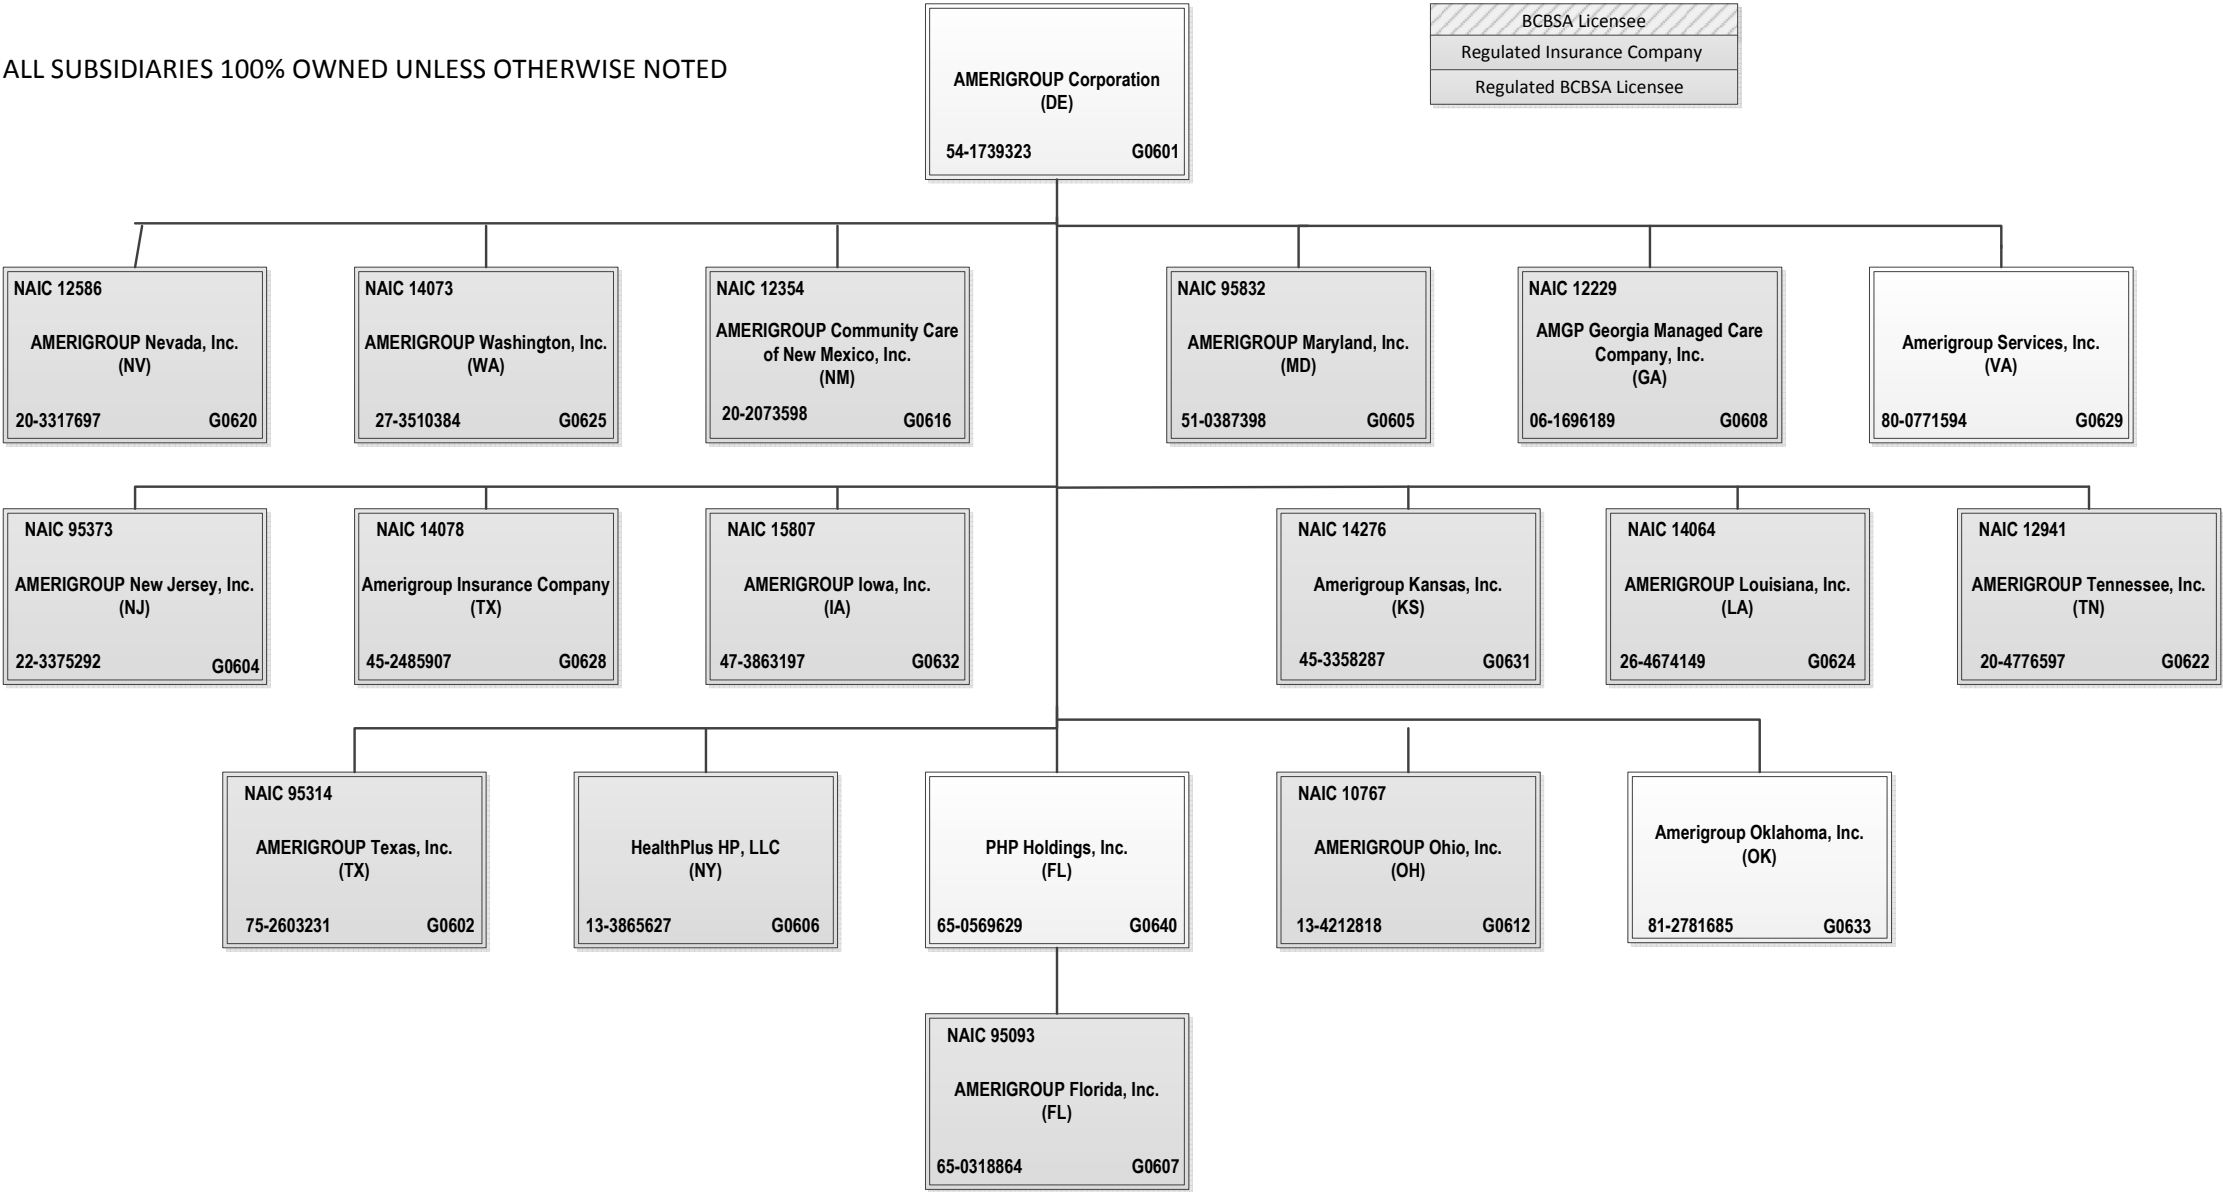 ALL SUBSIDIARIES 100% OWNED UNLESS OTHERWISE NOTED
AMERIGROUP Corporation
(DE)
54-1739323 G0601
BCBSA Licensee
Regulated Insurance Company
Regulated BCBSA Licensee
NAIC 12586
AMERIGROUP Nevada, Inc.
(NV)
20-3317697 G0620
NAIC 14073
AMERIGROUP Washington, Inc.
(WA)
27-3510384 G0625
NAIC 12354
AMERIGROUP Community Care
of New Mexico, Inc.
(NM)
20-2073598 G0616
NAIC 95832
AMERIGROUP Maryland, Inc.
(MD)
51-0387398 G0605
NAIC 12229
AMGP Georgia Managed Care
Company, Inc.
(GA)
06-1696189 G0608
Amerigroup Services, Inc.
(VA)
80-0771594 G0629
NAIC 95373
AMERIGROUP New Jersey, Inc.
(NJ)
22-3375292 G0604
NAIC 14078
Amerigroup Insurance Company
(TX)
45-2485907 G0628
NAIC 15807
AMERIGROUP Iowa, Inc.
(IA)
47-3863197 G0632
NAIC 14276
Amerigroup Kansas, Inc.
(KS)
45-3358287 G0631
NAIC 14064
AMERIGROUP Louisiana, Inc.
(LA)
26-4674149 G0624
NAIC 12941
AMERIGROUP Tennessee, Inc.
(TN)
20-4776597 G0622
NAIC 95314
AMERIGROUP Texas, Inc.
(TX)
75-2603231 G0602
HealthPlus HP, LLC
(NY)
13-3865627 G0606
PHP Holdings, Inc.
(FL)
65-0569629 G0640
NAIC 10767
AMERIGROUP Ohio, Inc.
(OH)
13-4212818 G0612
Amerigroup Oklahoma, Inc.
(OK)
81-2781685 G0633
NAIC 95093
AMERIGROUP Florida, Inc.
(FL)
65-0318864 G0607